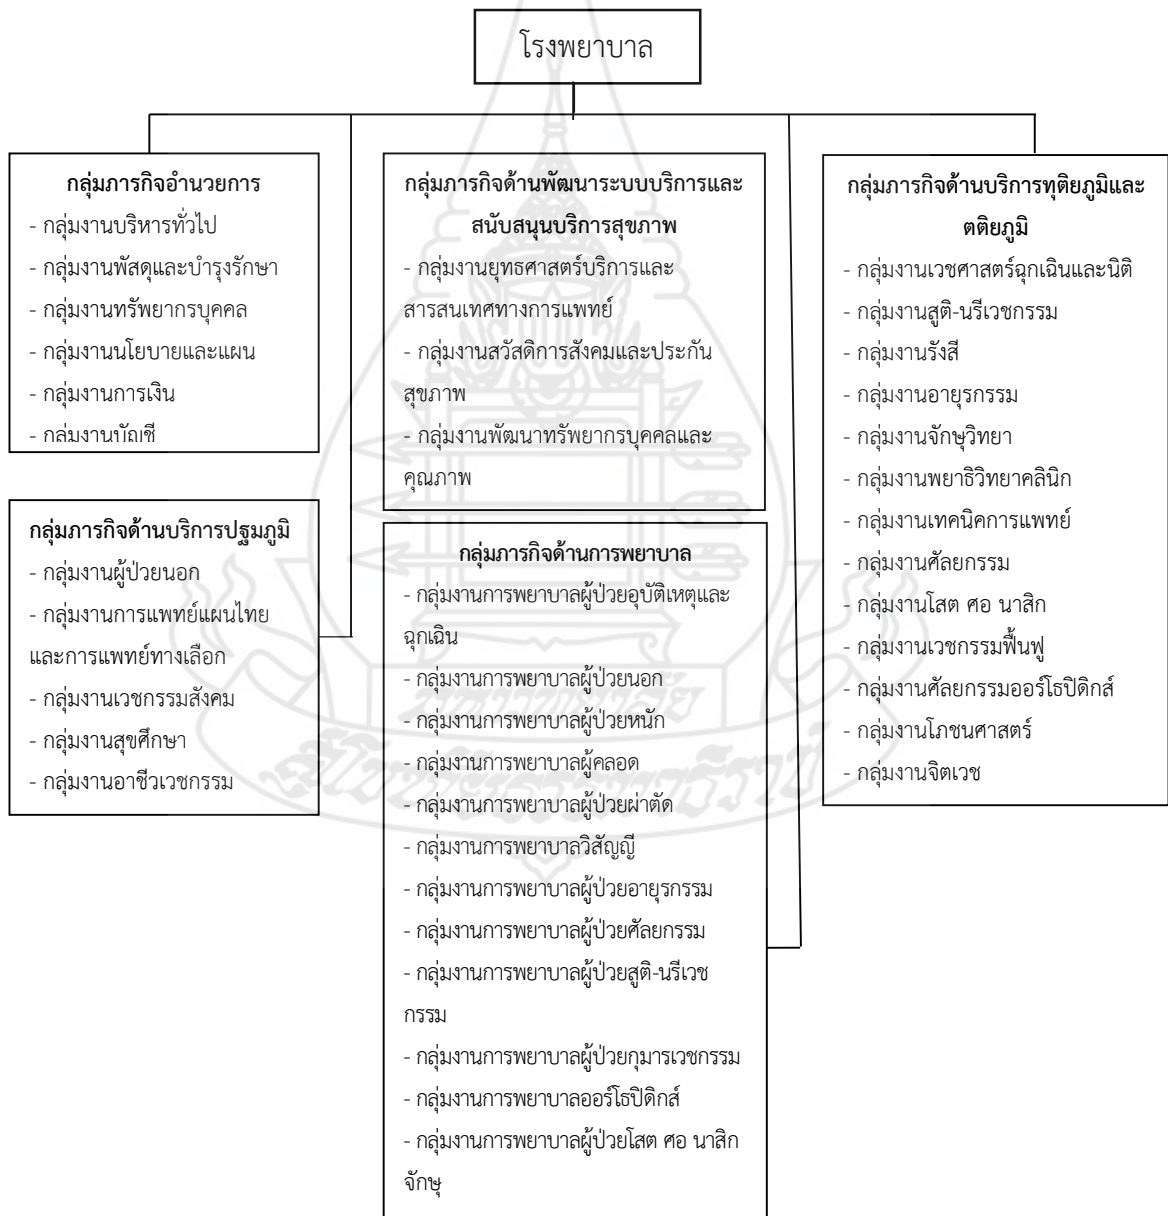 โรงพยาบาล
กลุ่มภารกิจอำนวยการ
- กลุ่มงานบริหารทั่วไป
- กลุ่มงานพัสดุและบำรุงรักษา
- กลุ่มงานทรัพยากรบุคคล
- กลุ่มงานนโยบายและแผน
- กลุ่มงานการเงิน
- กลุ่มงานบัญชี
กลุ่มภารกิจด้านบริการปฐมภูมิ
- กลุ่มงานผู้ป่วยนอก
- กลุ่มงานการแพทย์แผนไทย
และการแพทย์ทางเลือก
- กลุ่มงานเวชกรรมสังคม
- กลุ่มงานสุขศึกษา
- กลุ่มงานอาชีวเวชกรรม
กลุ่มภารกิจด้านพัฒนาระบบบริการและ
สนับสนุนบริการสุขภาพ
- กลุ่มงานยุทธศาสตร์บริการและ
สารสนเทศทางการแพทย์
- กลุ่มงานสวัสดิการสังคมและประกัน
สุขภาพ
- กลุ่มงานพัฒนาทรัพยากรบุคคลและ
คุณภาพ
กลุ่มภารกิจด้านการพยาบาล
- กลุ่มงานการพยาบาลผู้ป่วยอุบัติเหตุและ
ฉุกเฉิน
- กลุ่มงานการพยาบาลผู้ป่วยนอก
- กลุ่มงานการพยาบาลผู้ป่วยหนัก
- กลุ่มงานการพยาบาลผู้คลอด
- กลุ่มงานการพยาบาลผู้ป่วยผ่าตัด
- กลุ่มงานการพยาบาลวิสัญญี
- กลุ่มงานการพยาบาลผู้ป่วยอายุรกรรม
- กลุ่มงานการพยาบาลผู้ป่วยศัลยกรรม
- กลุ่มงานการพยาบาลผู้ป่วยสูติ-นรีเวช
กรรม
- กลุ่มงานการพยาบาลผู้ป่วยกุมารเวชกรรม
- กลุ่มงานการพยาบาลออร์โธปิดิกส์
- กลุ่มงานการพยาบาลผู้ป่วยโสต ศอ นาสิก
จักษุ
กลุ่มภารกิจด้านบริการทุติยภูมิและ
ตติยภูมิ
- กลุ่มงานเวชศาสตร์ฉุกเฉินและนิติ
- กลุ่มงานสูติ-นรีเวชกรรม
- กลุ่มงานรังสี
- กลุ่มงานอายุรกรรม
- กลุ่มงานจักษุวิทยา
- กลุ่มงานพยาธิวิทยาคลินิก
- กลุ่มงานเทคนิคการแพทย์
- กลุ่มงานศัลยกรรม
- กลุ่มงานโสต ศอ นาสิก
- กลุ่มงานเวชกรรมฟื้นฟู
- กลุ่มงานศัลยกรรมออร์โธปิดิกส์
- กลุ่มงานโภชนศาสตร์
- กลุ่มงานจิตเวช